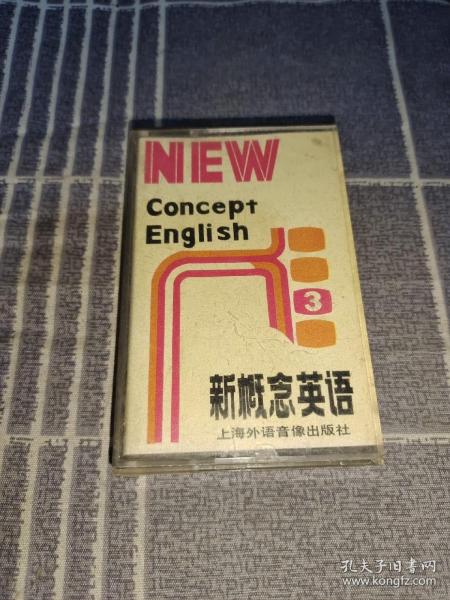 NEW
Concept
English
3
新概念英语
上海外语音像出版社
孔夫子旧书网
www.kongfz.com